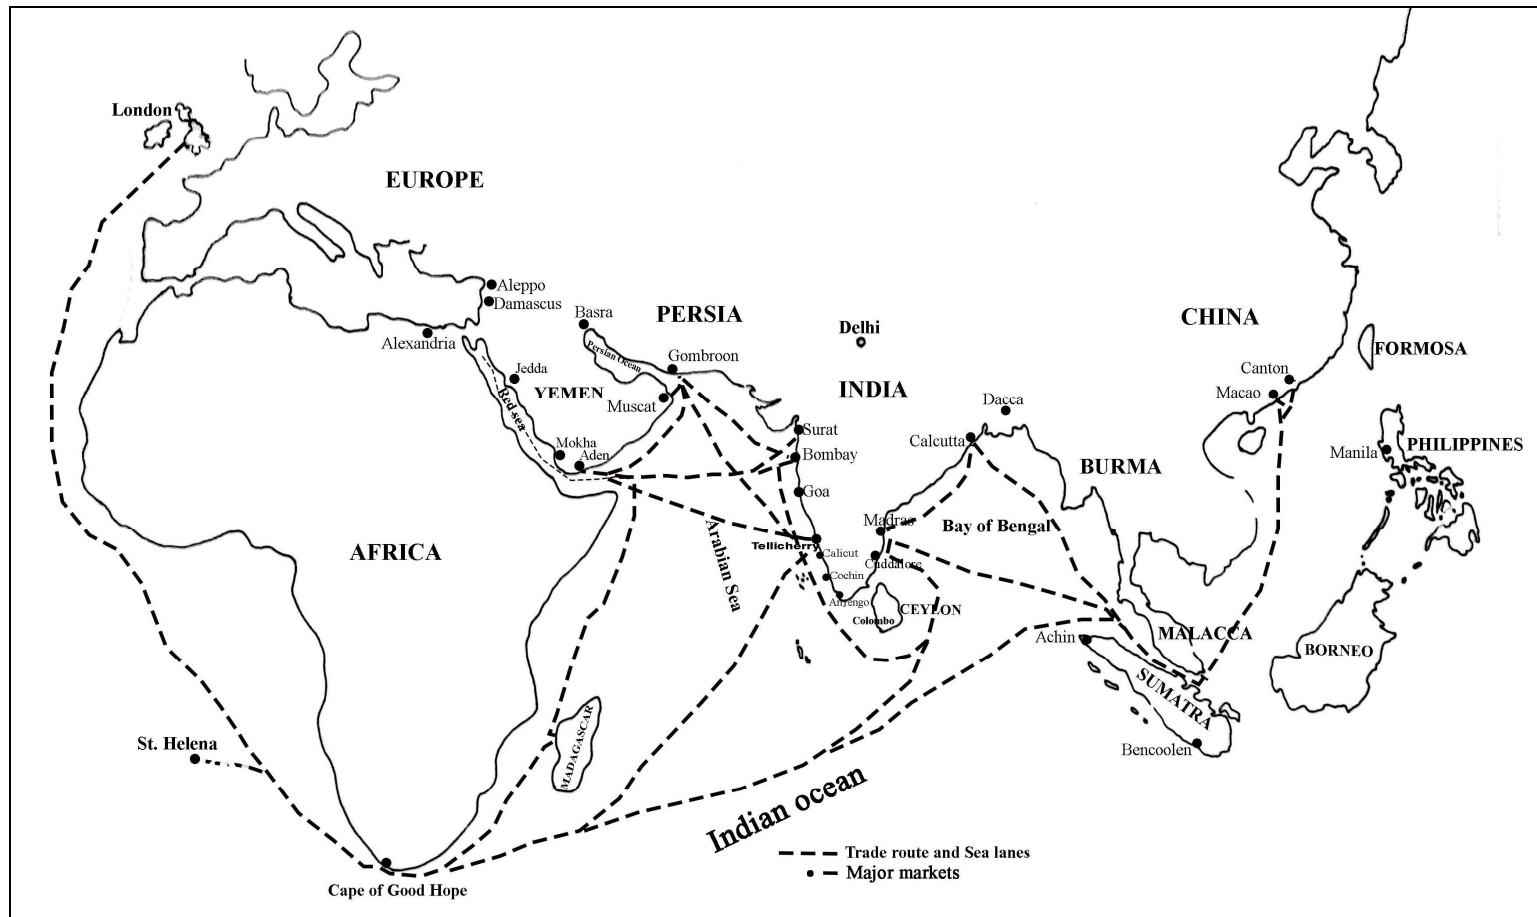 London
EUROPE
Aleppo
Damascus
Alexandria
Basra
PERSIA
Persian Ocean
Gombroon
Delhi
CHINA
FORMOSA
Canton
Macao
Jedda
YEMEN
Red sea
Muscat
INDIA
Dacca
Surat
Calcutta
Mokha
Aden
Bombay
BURMA
Manila
PHILIPPINES
Goa
Madras
Bay of Bengal
AFRICA
Arabian Sea
Tellicherry
Calicut
Cuddalore
Cochin
Anjengo
CEYLON
Colombo
Achin
MALACCA
BORNEO
SUMATRA
St. Helena
MADAGASCAR
Bencoolen
Indian ocean
Trade route and Sea lanes
Major markets
Cape of Good Hope